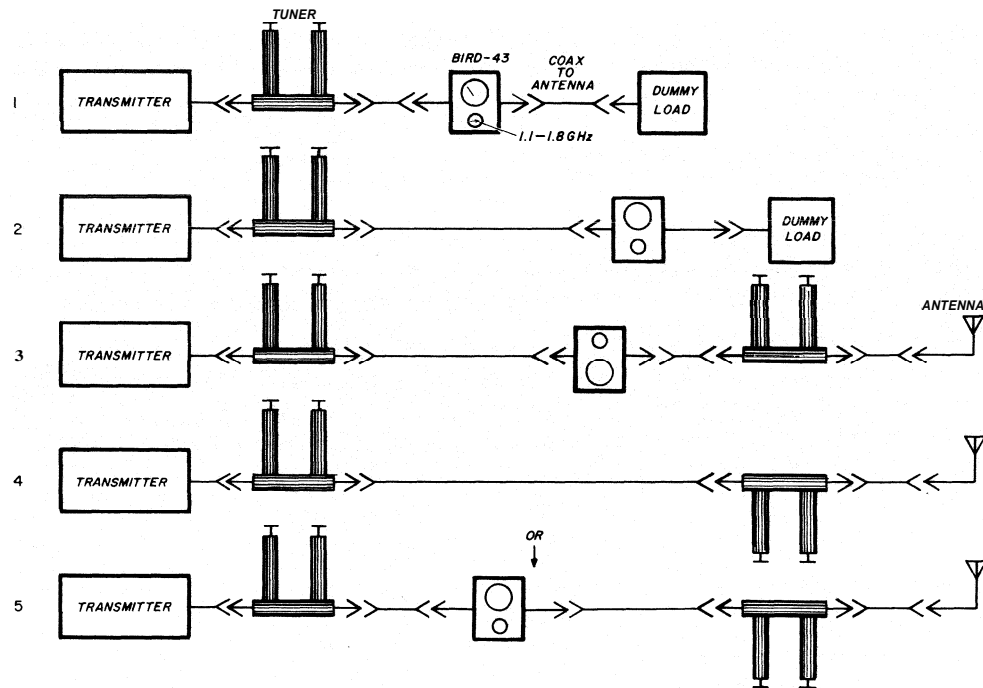 TUNER
BIRD-43
COAX
TO
ANTENNA
1
TRANSMITTER
DUMMY
LOAD
1.1-1.8 GHz
2
TRANSMITTER
DUMMY
LOAD
ANTENNA
3
TRANSMITTER
4
TRANSMITTER
OR
5
TRANSMITTER